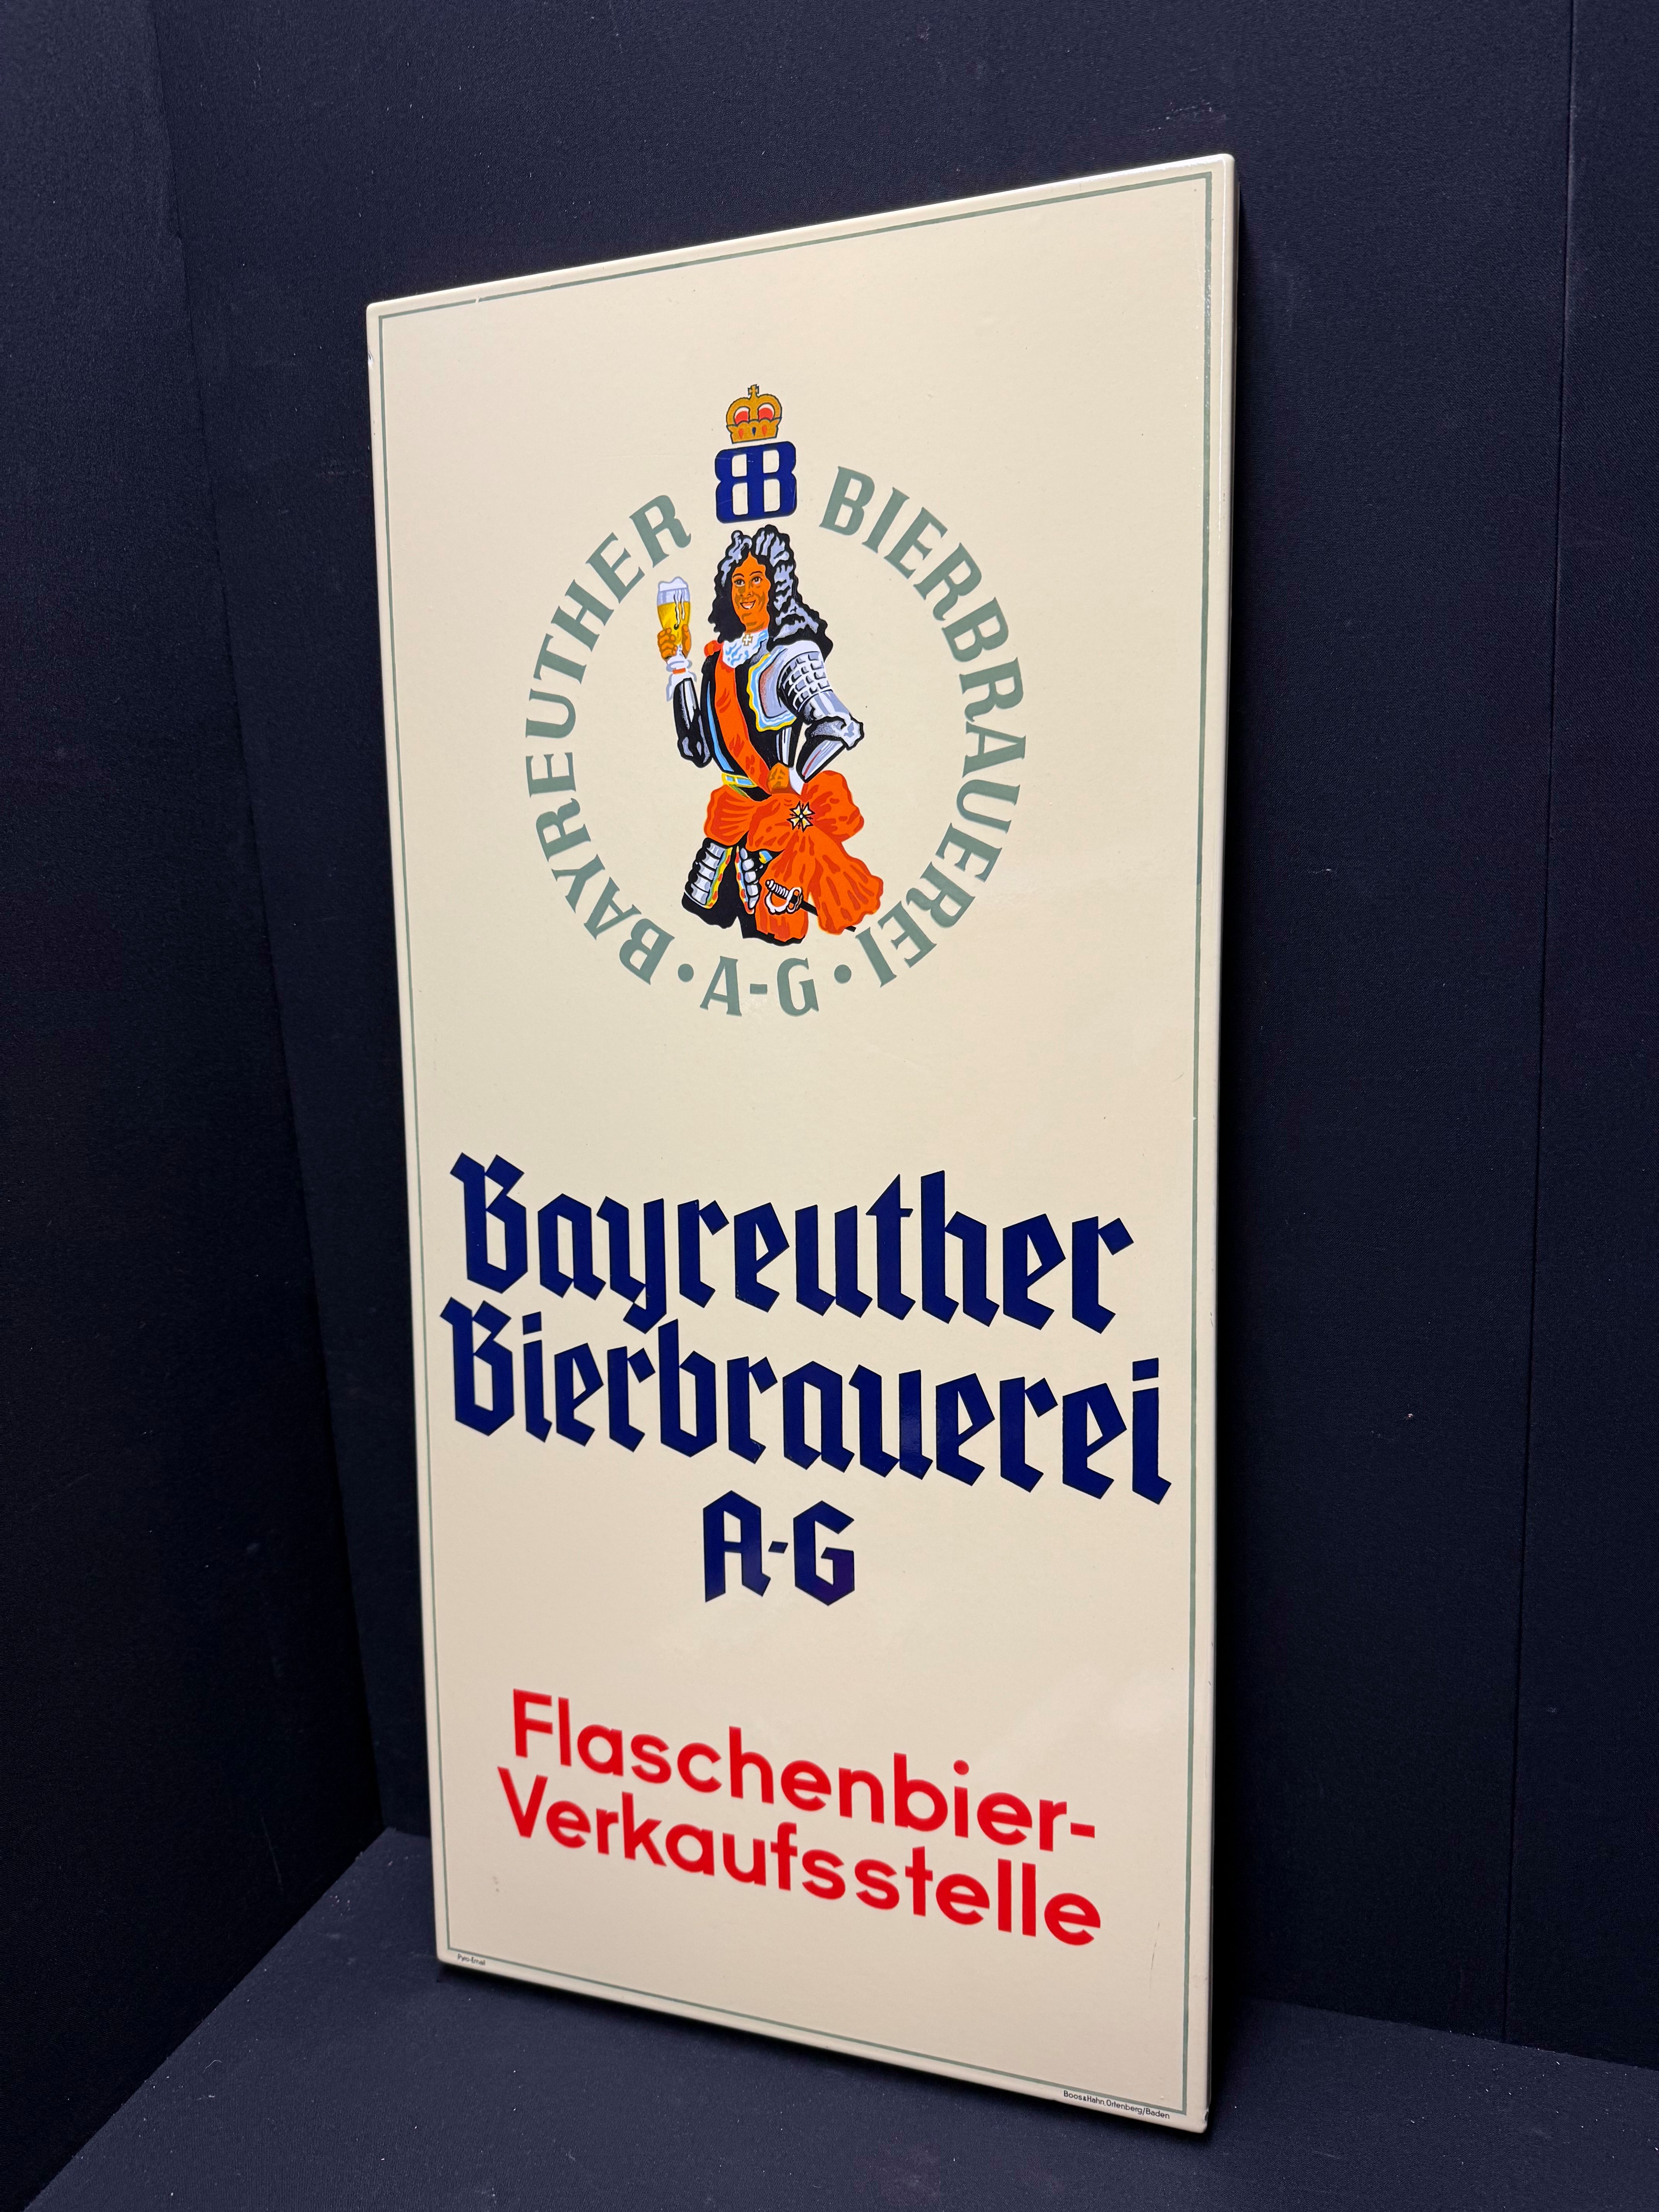 BB
BAYREUTHER BIERBRAUEREI
• A-G •
Bayreuther
Bierbrauerei
A-G
Flaschenbier-
Verkaufsstelle
Pyro-Email
Boos & Hahn, Ortenberg/Baden